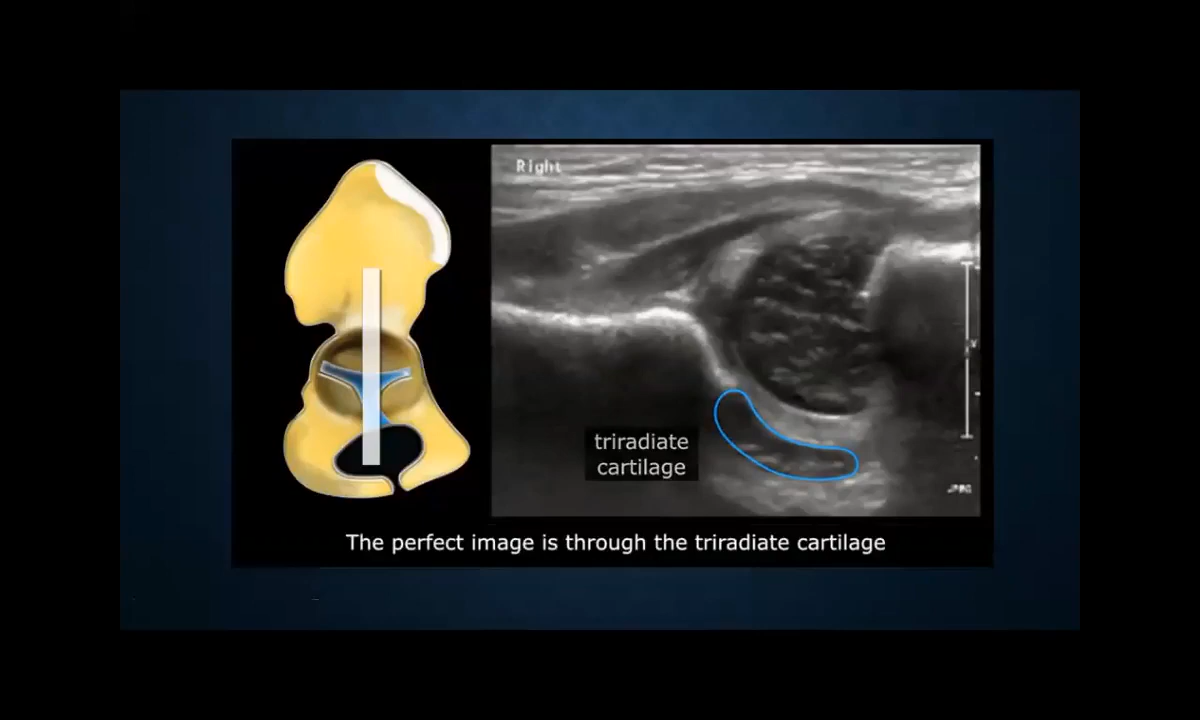 Right
triradiate
cartilage
The perfect image is through the triradiate cartilage